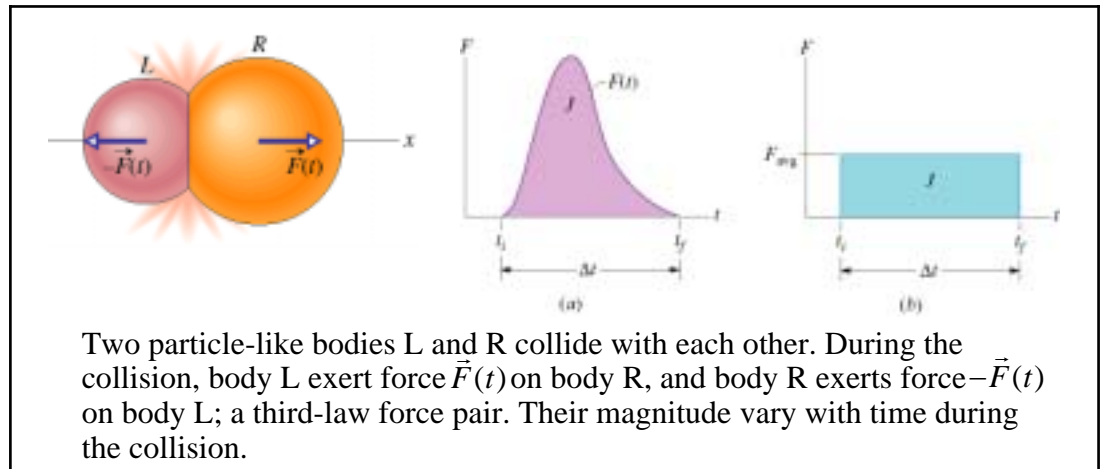 L
R
x
−F⃗(t)
F⃗(t)
F
J
F(t)
t
t_i
t_f
Δt
(a)
F
F_avg
J
t
t_i
t_f
Δt
(b)
Two particle-like bodies L and R collide with each other. During the
collision, body L exert force F⃗(t) on body R, and body R exerts force −F⃗(t)
on body L; a third-law force pair. Their magnitude vary with time during
the collision.